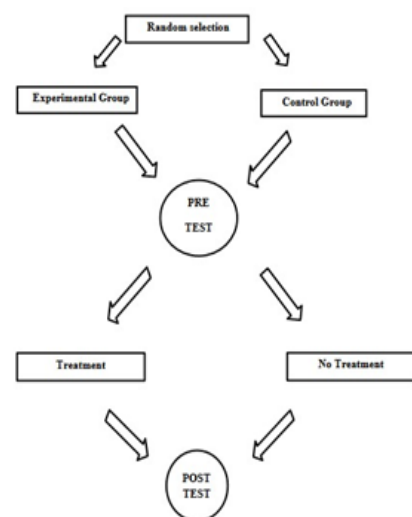 Random selection
Experimental Group
Control Group
PRE
TEST
Treatment
No Treatment
POST
TEST